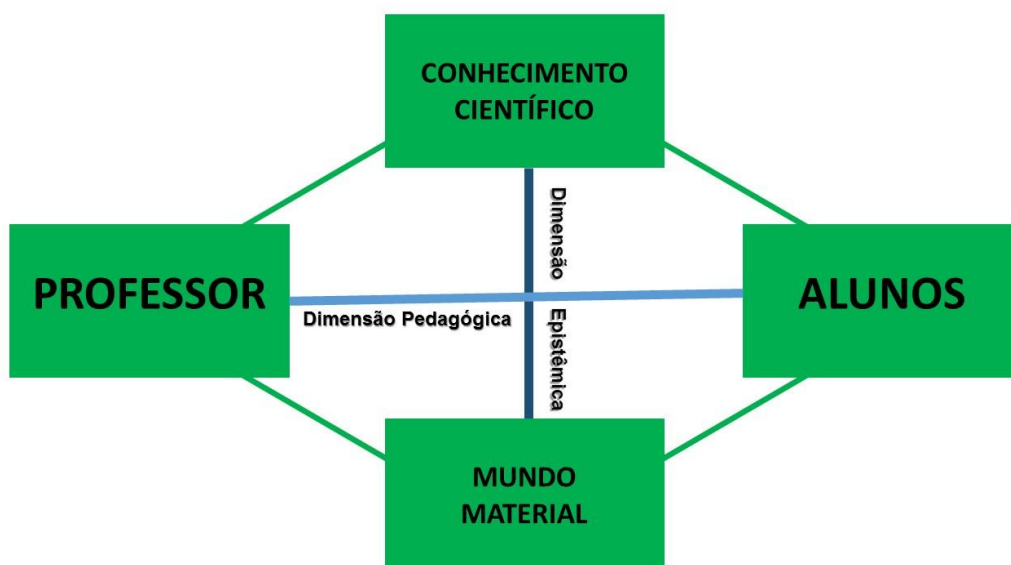 CONHECIMENTO
CIENTÍFICO
Dimensão
PROFESSOR
ALUNOS
Dimensão Pedagógica
Epistêmica
MUNDO
MATERIAL